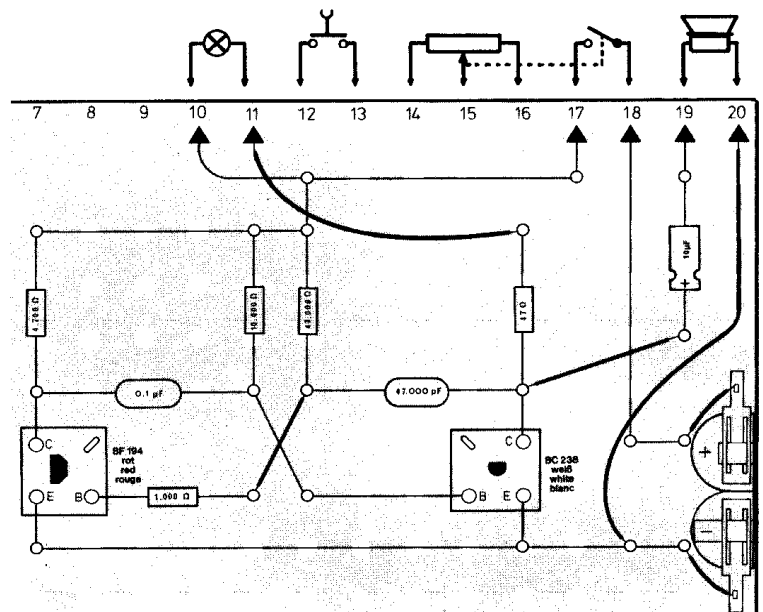 7 8 9 10 11 12 13 14 15 16 17 18 19 20
10µF
+
4.700 Ω
10.000 Ω
47 Ω
0.1 µF
47.000 pF
C
BF 194
rot
red
rouge
E
B
1.000 Ω
C
BC 238
weiß
white
blanc
B
E
+
−